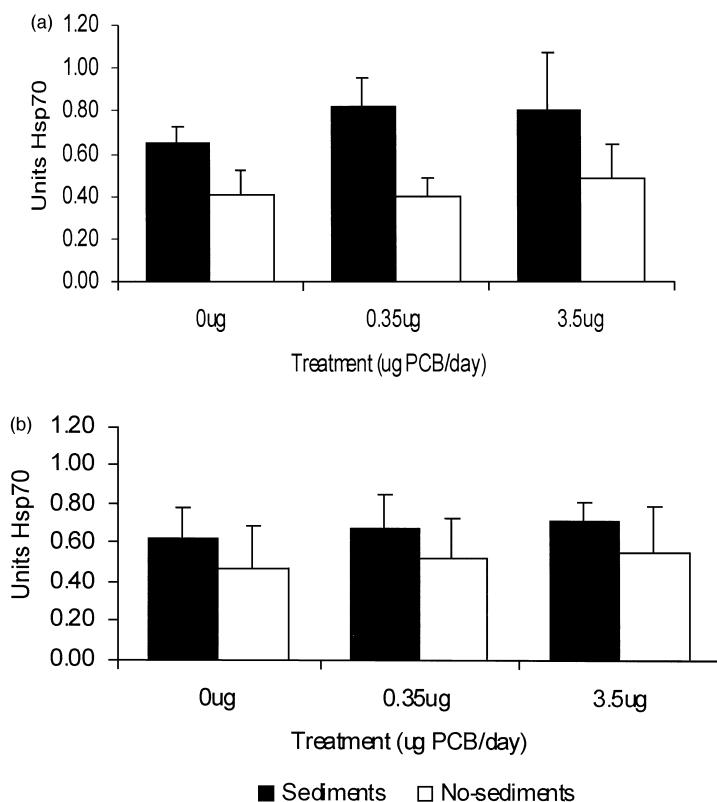 (a)
1.20
1.00
0.80
0.60
0.40
0.20
0.00
Units Hsp70
0ug 0.35ug 3.5ug
Treatment (ug PCB/day)
(b)
1.20
1.00
0.80
0.60
0.40
0.20
0.00
Units Hsp70
0ug 0.35ug 3.5ug
Treatment (ug PCB/day)
Sediments No-sediments